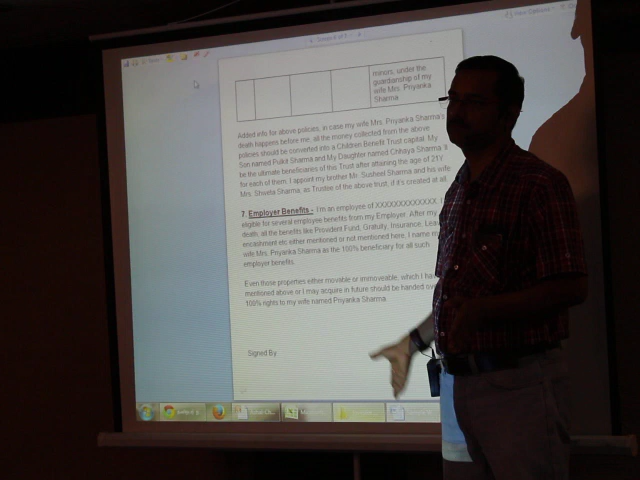 minors, under the
guardianship of my
wife Mrs. Priyanka
Sharma
Added info for above policies, in case my wife Mrs. Priyanka Sharma's
death happens before me, all the money collected from the above
policies should be converted into a Children Benefit Trust capital. My
Son named Pulkit Sharma and My Daughter named Chhaya Sharma 'll
be the ultimate beneficiaries of this Trust after attaining the age of 21Y
for each of them. I appoint my brother Mr. Susheel Sharma and his wife
Mrs. Shweta Sharma, as Trustee of the above trust, if it's created at all.
7. Employer Benefits - I'm an employee of XXXXXXXXXXXXX. I
eligible for several employee benefits from my Employer. After my
death, all the benefits like Provident Fund, Gratuity, Insurance, Leave
encashment etc either mentioned or not mentioned here, I name my
wife Mrs. Priyanka Sharma as the 100% beneficiary for all such
employer benefits.
Even those properties either movable or immoveable, which I have
mentioned above or I may acquire in future should be handed over
100% rights to my wife named Priyanka Sharma
Signed By